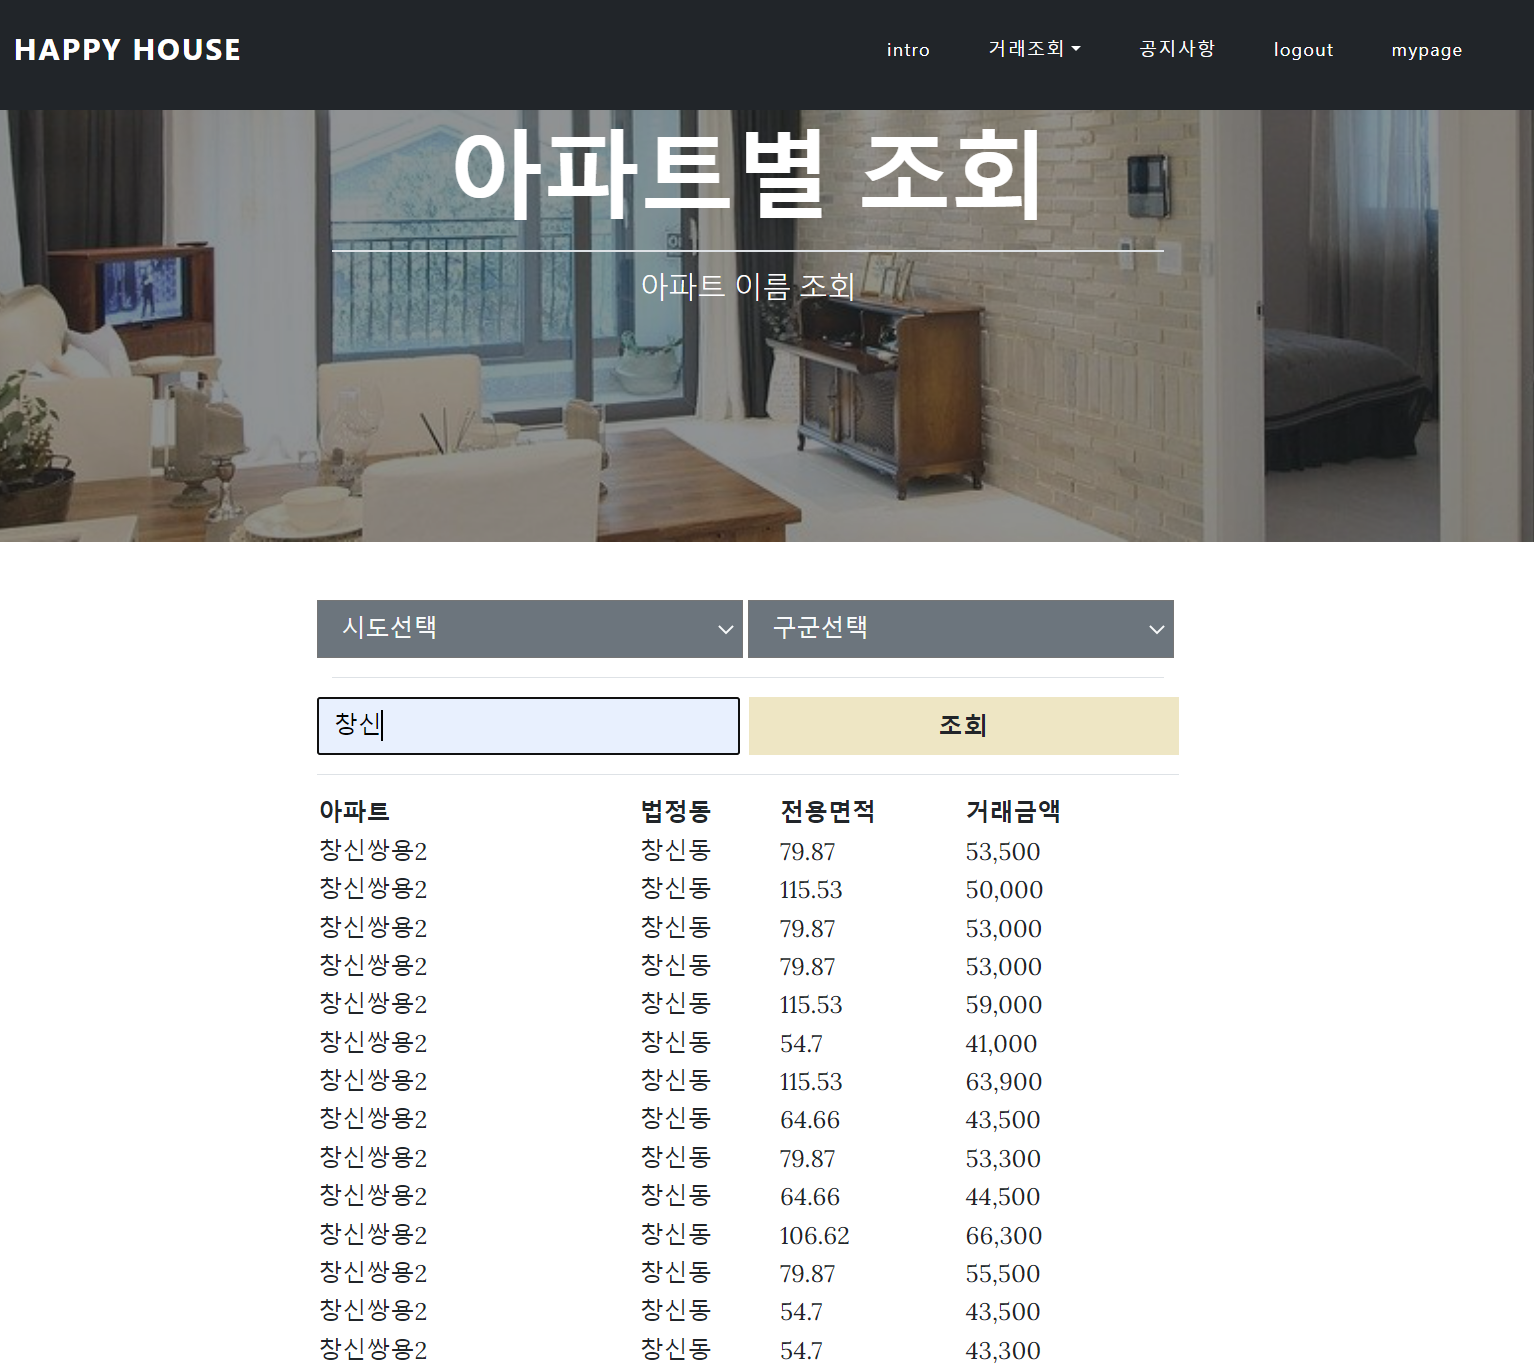 HAPPY HOUSE intro 거래조회 공지사항 logout mypage
아파트별 조회
아파트 이름 조회
시도선택 구군선택
창신 조회
아파트 법정동 전용면적 거래금액
창신쌍용2 창신동 79.87 53,500
창신쌍용2 창신동 115.53 50,000
창신쌍용2 창신동 79.87 53,000
창신쌍용2 창신동 79.87 53,000
창신쌍용2 창신동 115.53 59,000
창신쌍용2 창신동 54.7 41,000
창신쌍용2 창신동 115.53 63,900
창신쌍용2 창신동 64.66 43,500
창신쌍용2 창신동 79.87 53,300
창신쌍용2 창신동 64.66 44,500
창신쌍용2 창신동 106.62 66,300
창신쌍용2 창신동 79.87 55,500
창신쌍용2 창신동 54.7 43,500
창신쌍용2 창신동 54.7 43,300